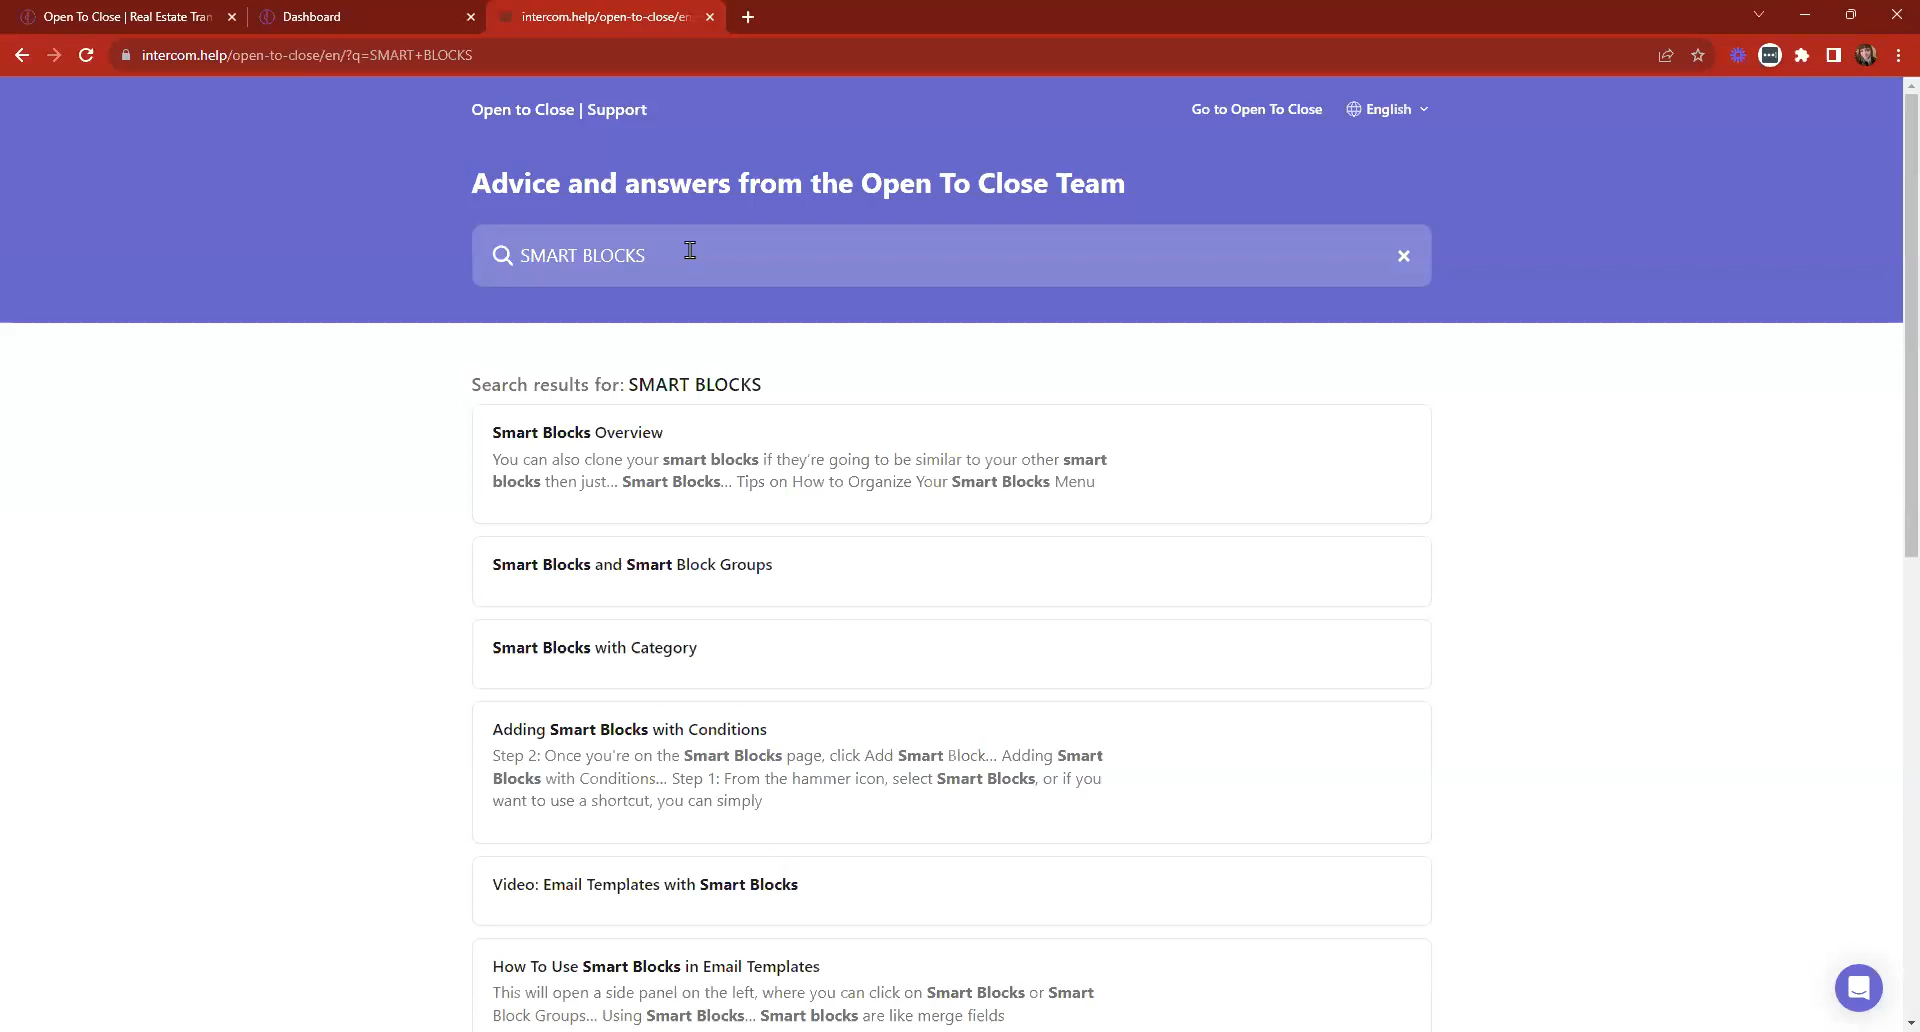 Open To Close | Real Estate Tran
Dashboard
intercom.help/open-to-close/en
intercom.help/open-to-close/en/?q=SMART+BLOCKS
Open to Close | Support
Go to Open To Close
English
Advice and answers from the Open To Close Team
SMART BLOCKS
Search results for: SMART BLOCKS
Smart Blocks Overview
You can also clone your smart blocks if they're going to be similar to your other smart
blocks then just... Smart Blocks... Tips on How to Organize Your Smart Blocks Menu
Smart Blocks and Smart Block Groups
Smart Blocks with Category
Adding Smart Blocks with Conditions
Step 2: Once you're on the Smart Blocks page, click Add Smart Block... Adding Smart
Blocks with Conditions... Step 1: From the hammer icon, select Smart Blocks, or if you
want to use a shortcut, you can simply
Video: Email Templates with Smart Blocks
How To Use Smart Blocks in Email Templates
This will open a side panel on the left, where you can click on Smart Blocks or Smart
Block Groups... Using Smart Blocks... Smart blocks are like merge fields